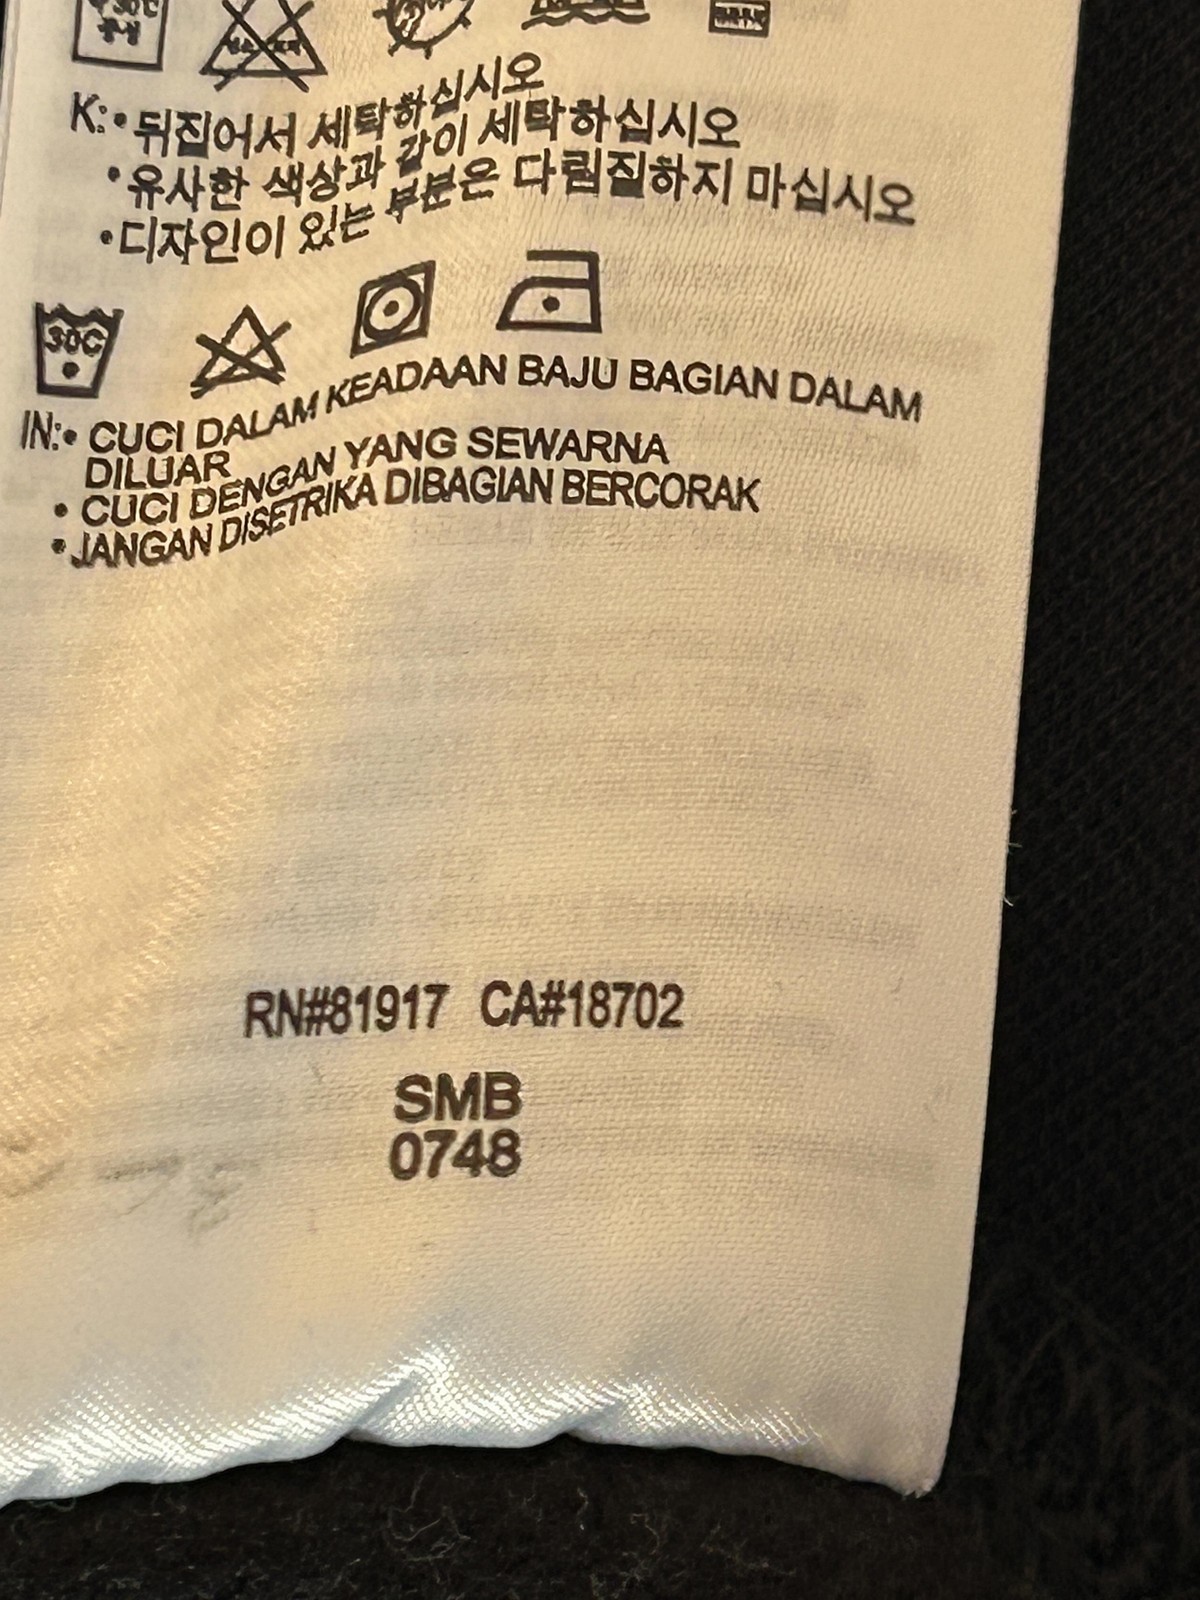 K: • 뒤집어서 세탁하십시오
• 유사한 색상과 같이 세탁하십시오
• 디자인이 있는 부분은 다림질하지 마십시오
30C
IN: • CUCI DALAM KEADAAN BAJU BAGIAN DALAM
DILUAR
• CUCI DENGAN YANG SEWARNA
• JANGAN DISETRIKA DIBAGIAN BERCORAK
RN#81917 CA#18702
SMB
0748